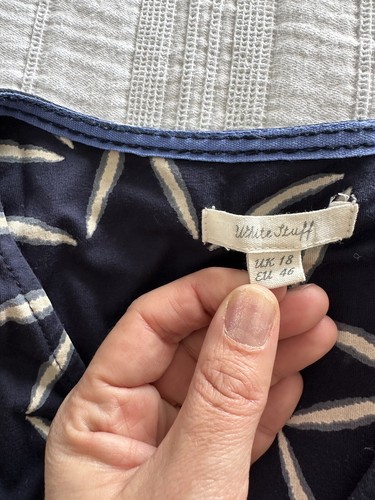 White Stuff
UK 18
EU 46